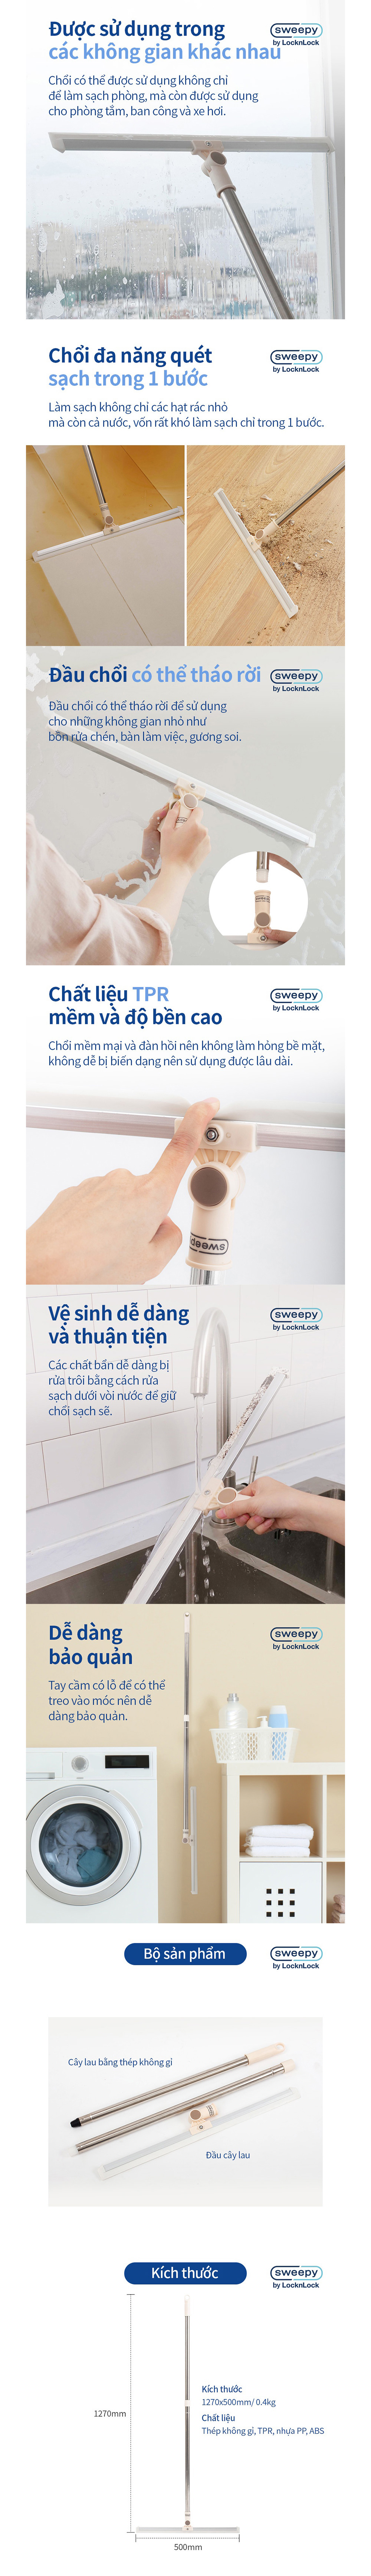 Được sử dụng trong
các không gian khác nhau
sweepy
by LocknLock
Chổi có thể được sử dụng không chỉ
để làm sạch phòng, mà còn được sử dụng
cho phòng tắm, ban công và xe hơi.
Chổi đa năng quét
sạch trong 1 bước
sweepy
by LocknLock
Làm sạch không chỉ các hạt rác nhỏ
mà còn cả nước, vốn rất khó làm sạch chỉ trong 1 bước.
Đầu chổi có thể tháo rời
sweepy
by LocknLock
Đầu chổi có thể tháo rời để sử dụng
cho những không gian nhỏ như
bồn rửa chén, bàn làm việc, gương soi.
Chất liệu TPR
mềm và độ bền cao
sweepy
by LocknLock
Chổi mềm mại và đàn hồi nên không làm hỏng bề mặt,
không dễ bị biến dạng nên sử dụng được lâu dài.
sweepy
Vệ sinh dễ dàng
và thuận tiện
sweepy
by LocknLock
Các chất bẩn dễ dàng bị
rửa trôi bằng cách rửa
sạch dưới vòi nước để giữ
chổi sạch sẽ.
Dễ dàng
bảo quản
sweepy
by LocknLock
Tay cầm có lỗ để có thể
treo vào móc nên dễ
dàng bảo quản.
Bộ sản phẩm
sweepy
by LocknLock
Cây lau bằng thép không gỉ
Đầu cây lau
Kích thước
sweepy
by LocknLock
1270mm
Kích thước
1270x500mm/ 0.4kg
Chất liệu
Thép không gỉ, TPR, nhựa PP, ABS
500mm